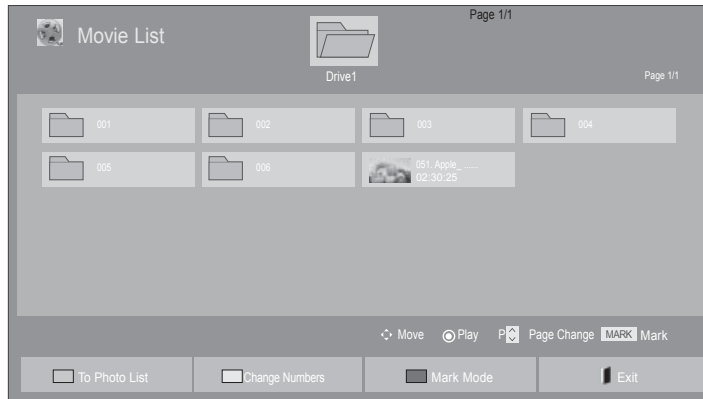 Page 1/1
Movie List
Drive1
Page 1/1
001
002
003
004
005
006
051. Apple_ ......
02:30:25
Move
Play
P
Page Change
MARK
Mark
To Photo List
Change Numbers
Mark Mode
Exit